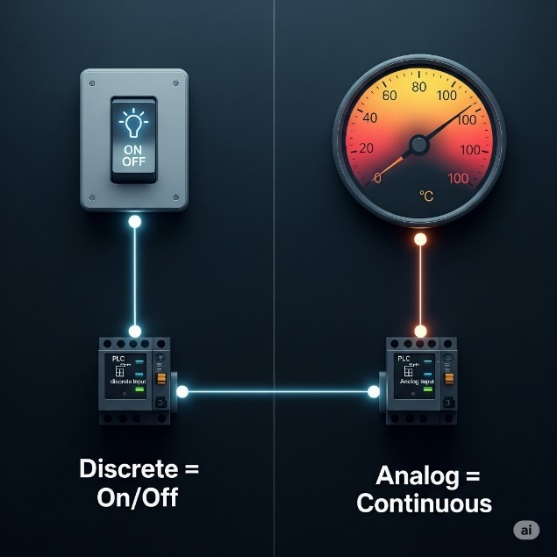 ON
OFF
0
20
40
60
80
100
100
100
100
°C
PLC
discrete Input
PLC
Analog Input
Discrete =
On/Off
Analog =
Continuous
ai